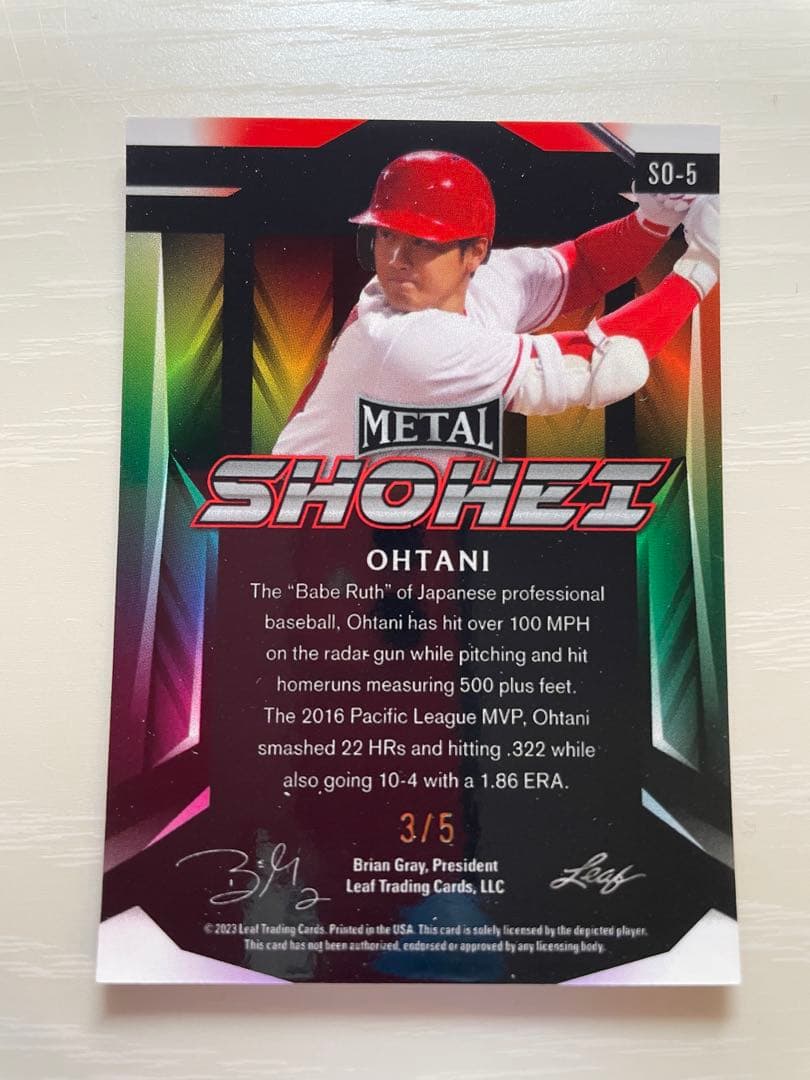 SO-5
METAL
SHOHEI
OHTANI
The "Babe Ruth" of Japanese professional
baseball, Ohtani has hit over 100 MPH
on the radar gun while pitching and hit
homeruns measuring 500 plus feet.
The 2016 Pacific League MVP, Ohtani
smashed 22 HRs and hitting .322 while
also going 10-4 with a 1.86 ERA.
3/5
Brian Gray, President
Leaf Trading Cards, LLC
Leaf
© 2023 Leaf Trading Cards. Printed in the USA. This card is solely licensed by the depicted player.
This card has not been authorized, endorsed or approved by any licensing body.